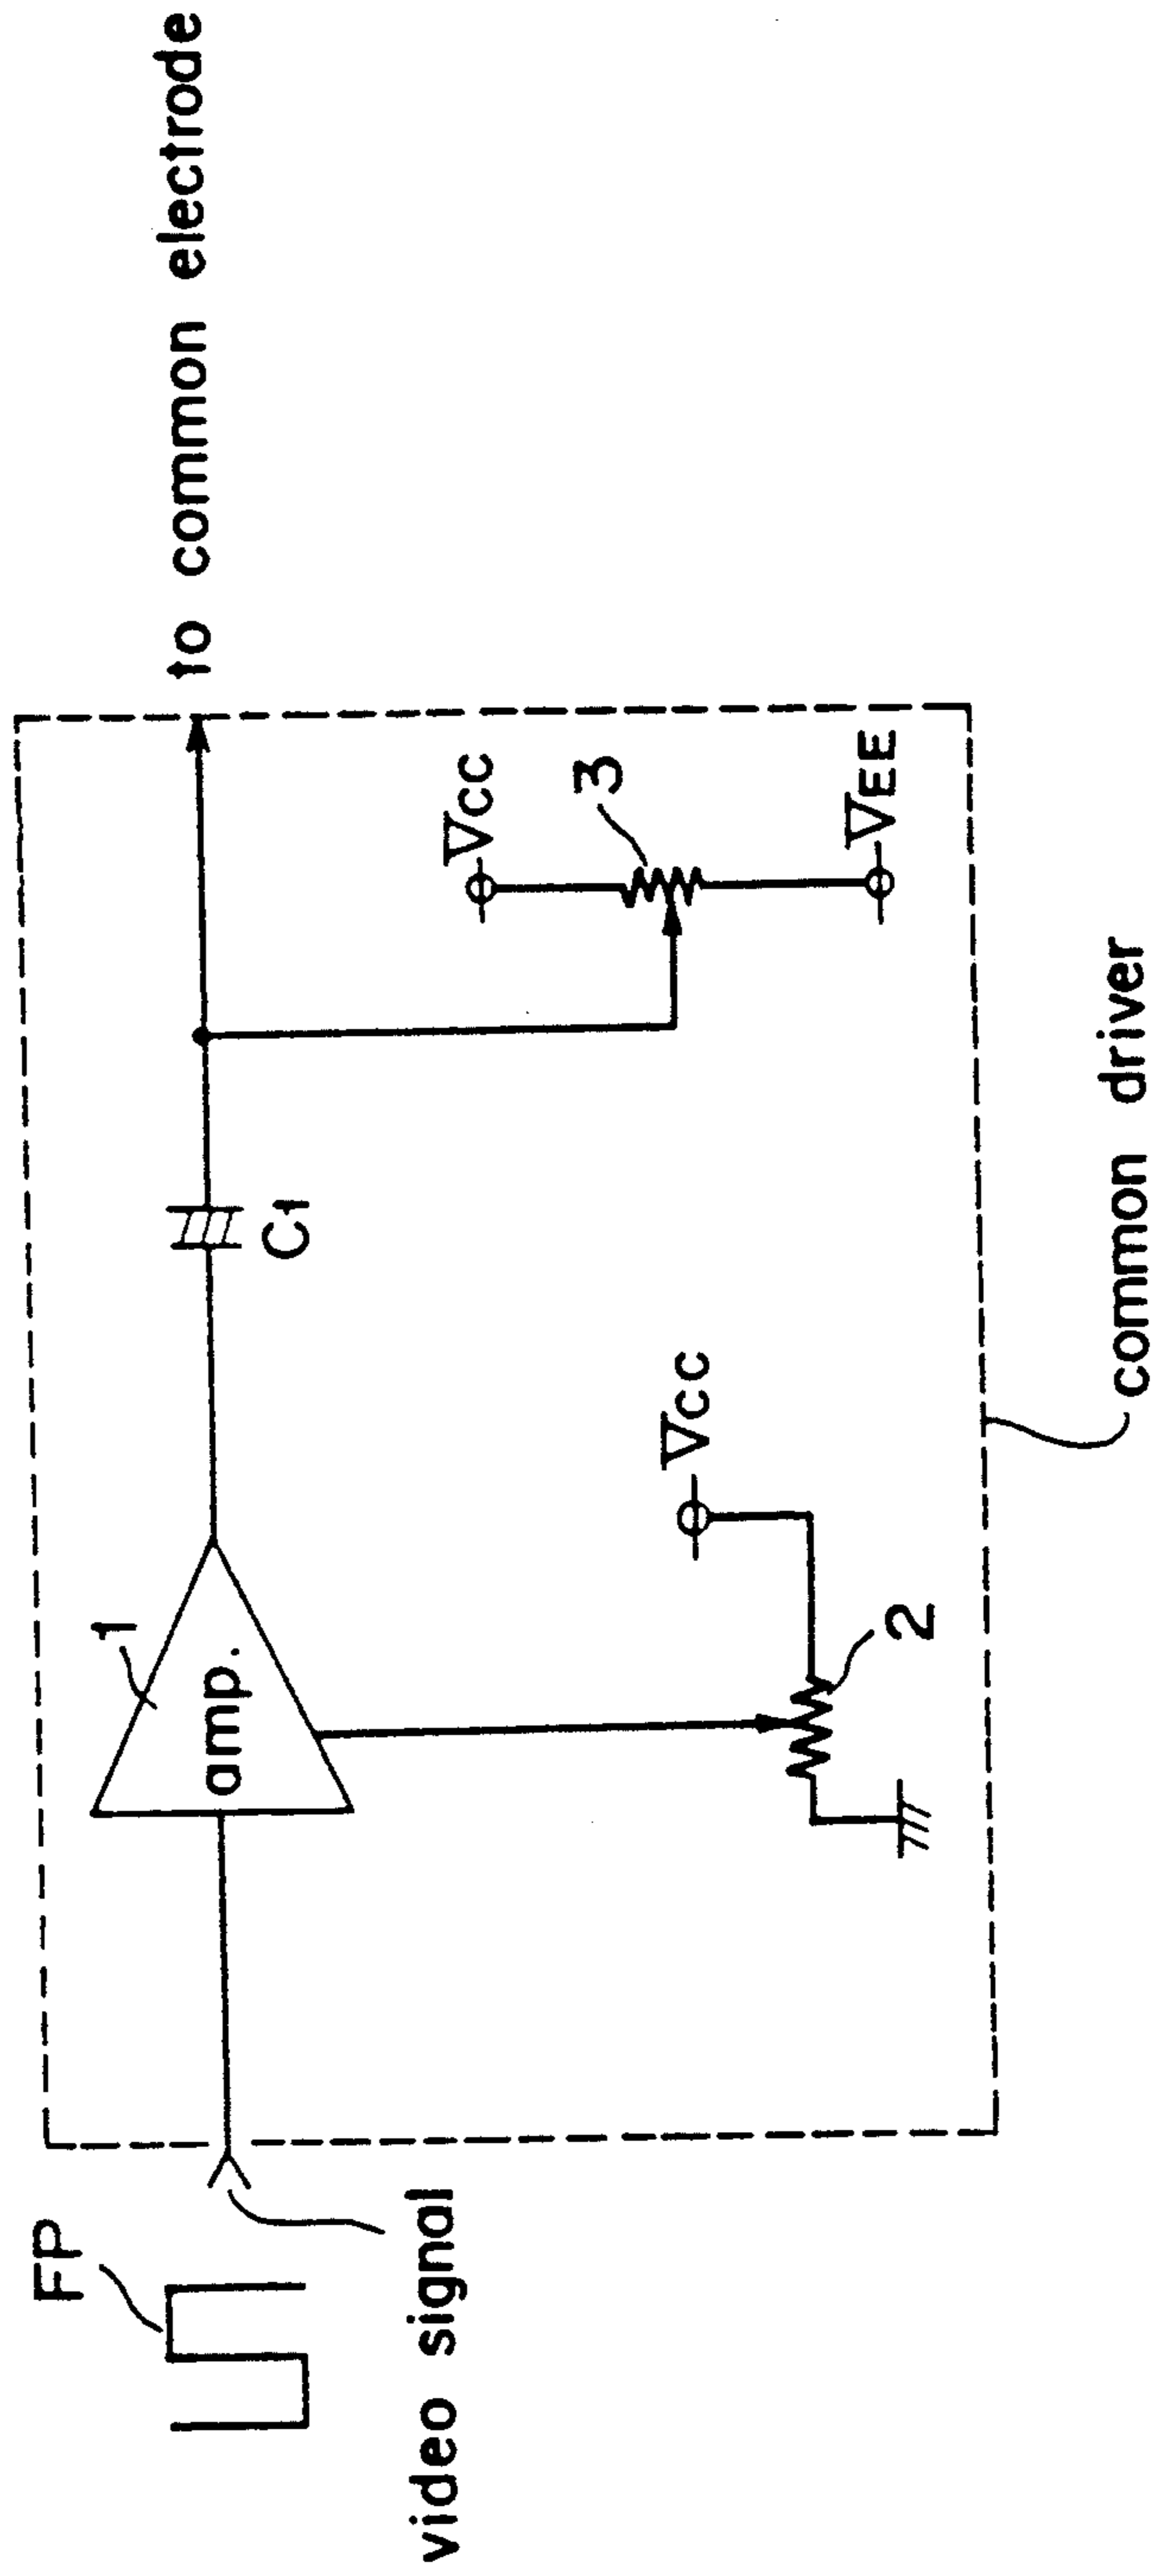 FP
video signal
1
amp.
C1
to common electrode
VCC
3
VEE
VCC
2
common driver